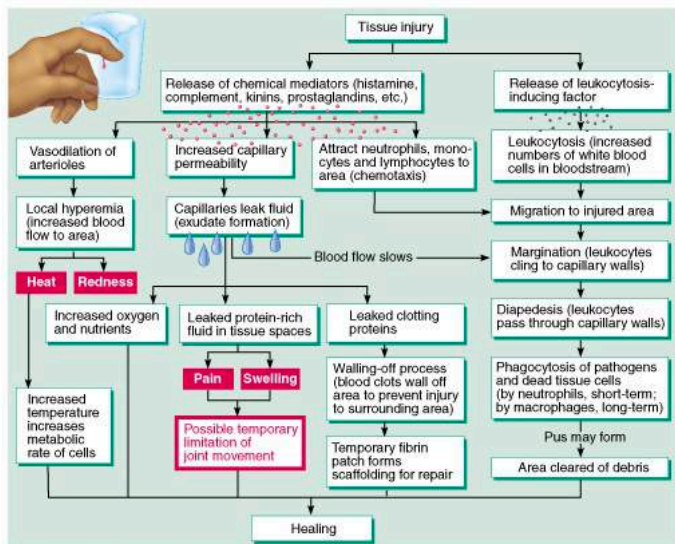 Tissue injury
Release of chemical mediators (histamine,
complement, kinins, prostaglandins, etc.)
Release of leukocytosis-
inducing factor
Vasodilation of
arterioles
Increased capillary
permeability
Attract neutrophils, mono-
cytes and lymphocytes to
area (chemotaxis)
Leukocytosis (increased
numbers of white blood
cells in bloodstream)
Local hyperemia
(increased blood
flow to area)
Capillaries leak fluid
(exudate formation)
Migration to injured area
Blood flow slows
Margination (leukocytes
cling to capillary walls)
Heat
Redness
Increased oxygen
and nutrients
Leaked protein-rich
fluid in tissue spaces
Leaked clotting
proteins
Diapedesis (leukocytes
pass through capillary walls)
Pain
Swelling
Walling-off process
(blood clots wall off
area to prevent injury
to surrounding area)
Phagocytosis of pathogens
and dead tissue cells
(by neutrophils, short-term;
by macrophages, long-term)
Increased
temperature
increases
metabolic
rate of cells
Possible temporary
limitation of
joint movement
Temporary fibrin
patch forms
scaffolding for repair
Pus may form
Area cleared of debris
Healing